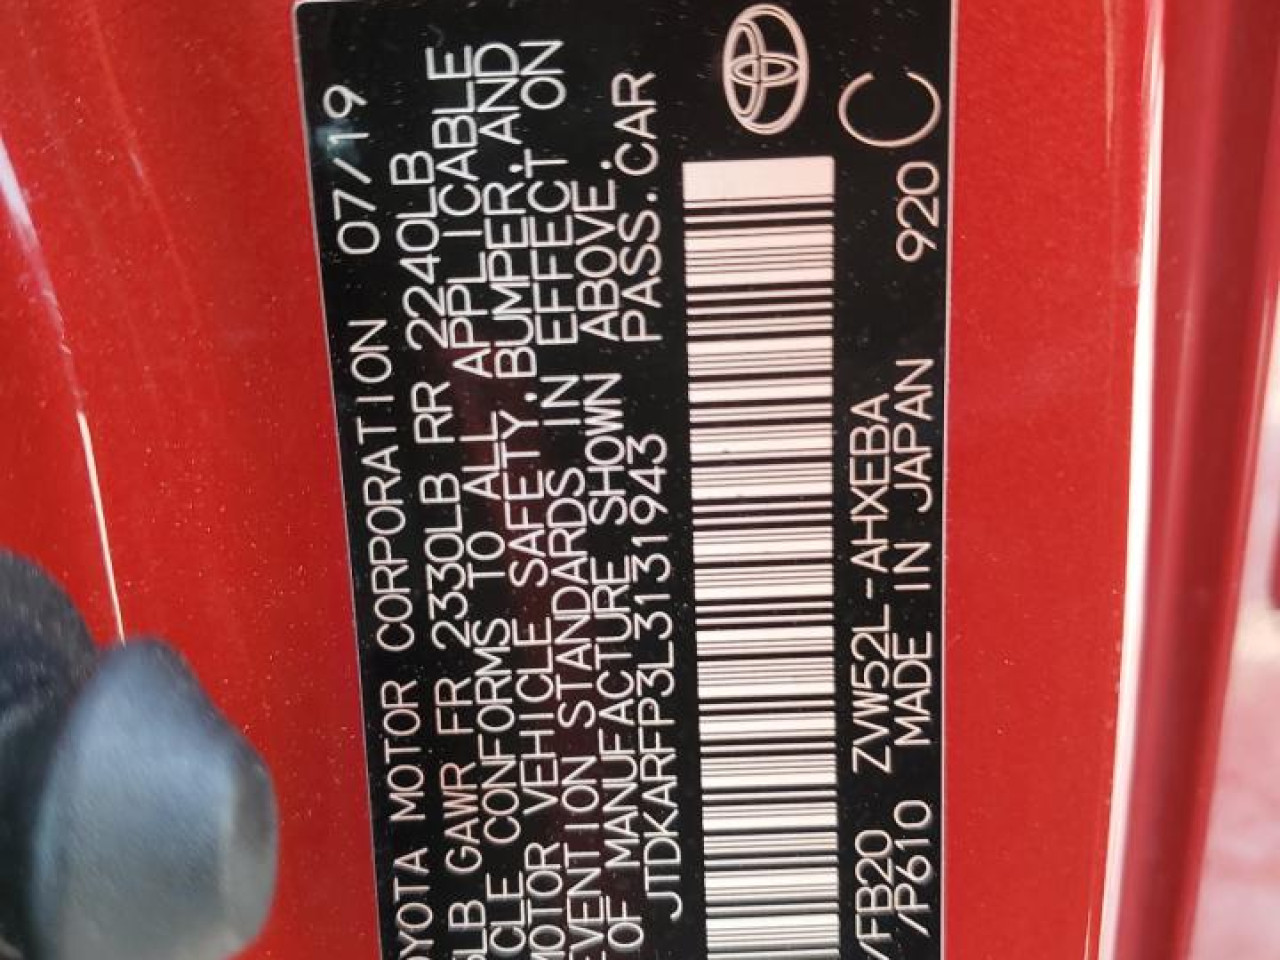 OYOTA MOTOR CORPORATION 07/19
LB GAWR FR 2330LB RR 2240LB
CLE CONFORMS TO ALL APPLICABLE
MOTOR VEHICLE SAFETY, BUMPER, AND
EVENTION STANDARDS IN EFFECT ON
OF MANUFACTURE SHOWN ABOVE.
JTDKARFP3L3131943 PASS.CAR
/FB20 ZVW52L-AHXEBA C
/P610 MADE IN JAPAN 920